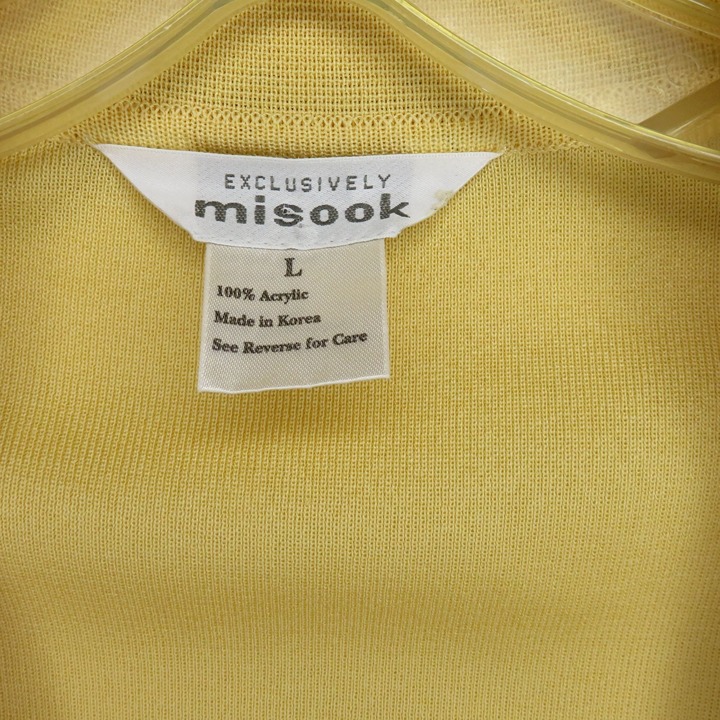 EXCLUSIVELY
misook
L
100% Acrylic
Made in Korea
See Reverse for Care